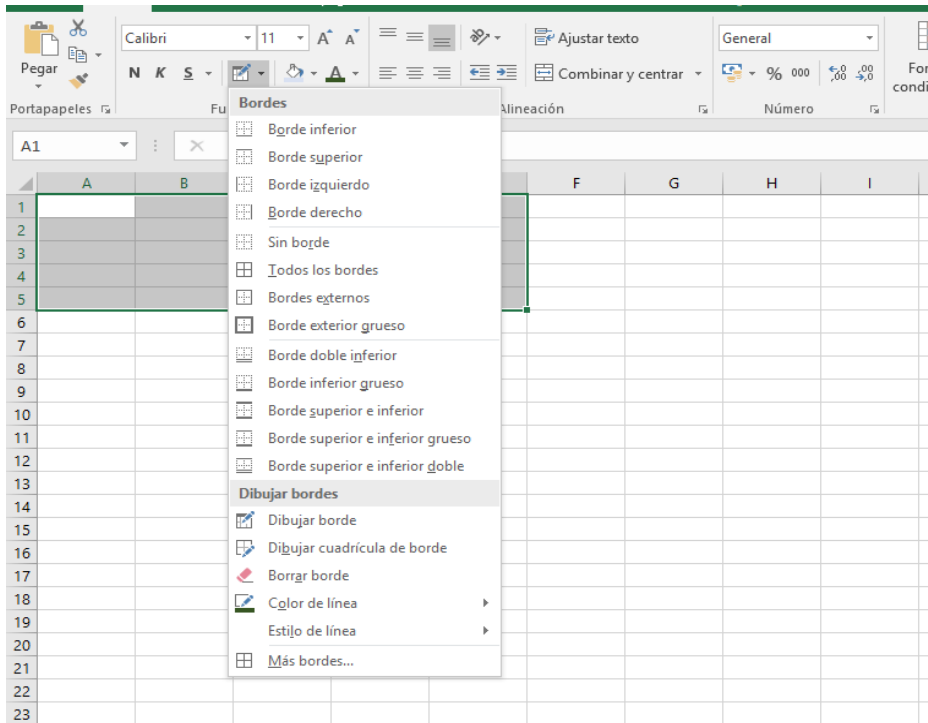 Calibri 11 A A Ajustar texto General
Pegar N K S A Combinar y centrar % 000 ,00
Portapapeles Fu Alineación Número
A1
A B F G H I
Bordes
Borde inferior
Borde superior
Borde izquierdo
Borde derecho
Sin borde
Todos los bordes
Bordes externos
Borde exterior grueso
Borde doble inferior
Borde inferior grueso
Borde superior e inferior
Borde superior e inferior grueso
Borde superior e inferior doble
Dibujar bordes
Dibujar borde
Dibujar cuadrícula de borde
Borrar borde
Color de línea
Estilo de línea
Más bordes...
1
2
3
4
5
6
7
8
9
10
11
12
13
14
15
16
17
18
19
20
21
22
23